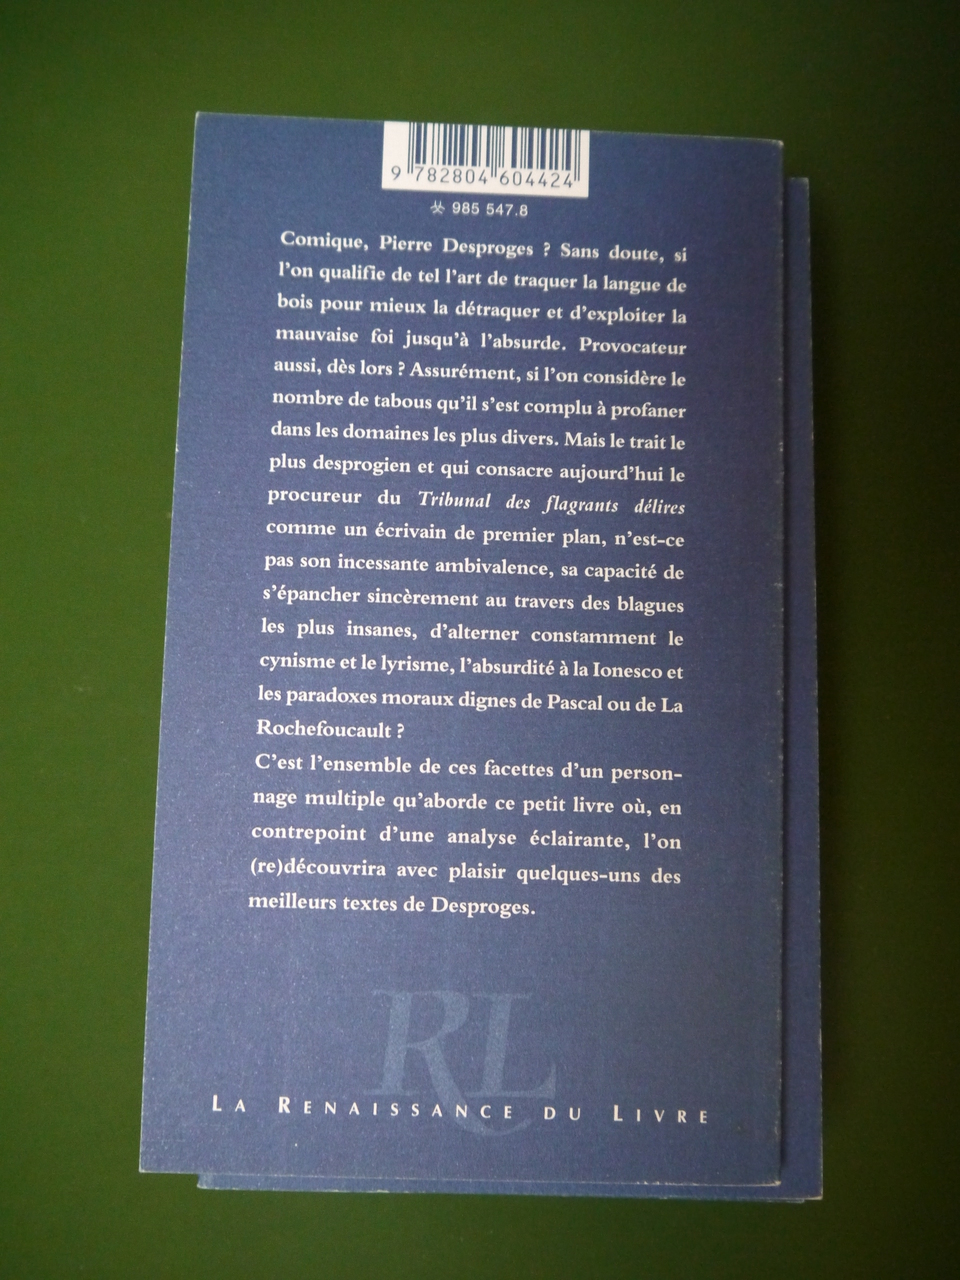 9 782804 604424
985 547.8
Comique, Pierre Desproges ? Sans doute, si
l'on qualifie de tel l'art de traquer la langue de
bois pour mieux la détraquer et d'exploiter la
mauvaise foi jusqu'à l'absurde. Provocateur
aussi, dès lors ? Assurément, si l'on considère le
nombre de tabous qu'il s'est complu à profaner
dans les domaines les plus divers. Mais le trait le
plus desprogien et qui consacre aujourd'hui le
procureur du Tribunal des flagrants délires
comme un écrivain de premier plan, n'est-ce
pas son incessante ambivalence, sa capacité de
s'épancher sincèrement au travers des blagues
les plus insanes, d'alterner constamment le
cynisme et le lyrisme, l'absurdité à la Ionesco et
les paradoxes moraux dignes de Pascal ou de La
Rochefoucault ?
C'est l'ensemble de ces facettes d'un person-
nage multiple qu'aborde ce petit livre où, en
contrepoint d'une analyse éclairante, l'on
(re)découvrira avec plaisir quelques-uns des
meilleurs textes de Desproges.
RL
LA RENAISSANCE DU LIVRE